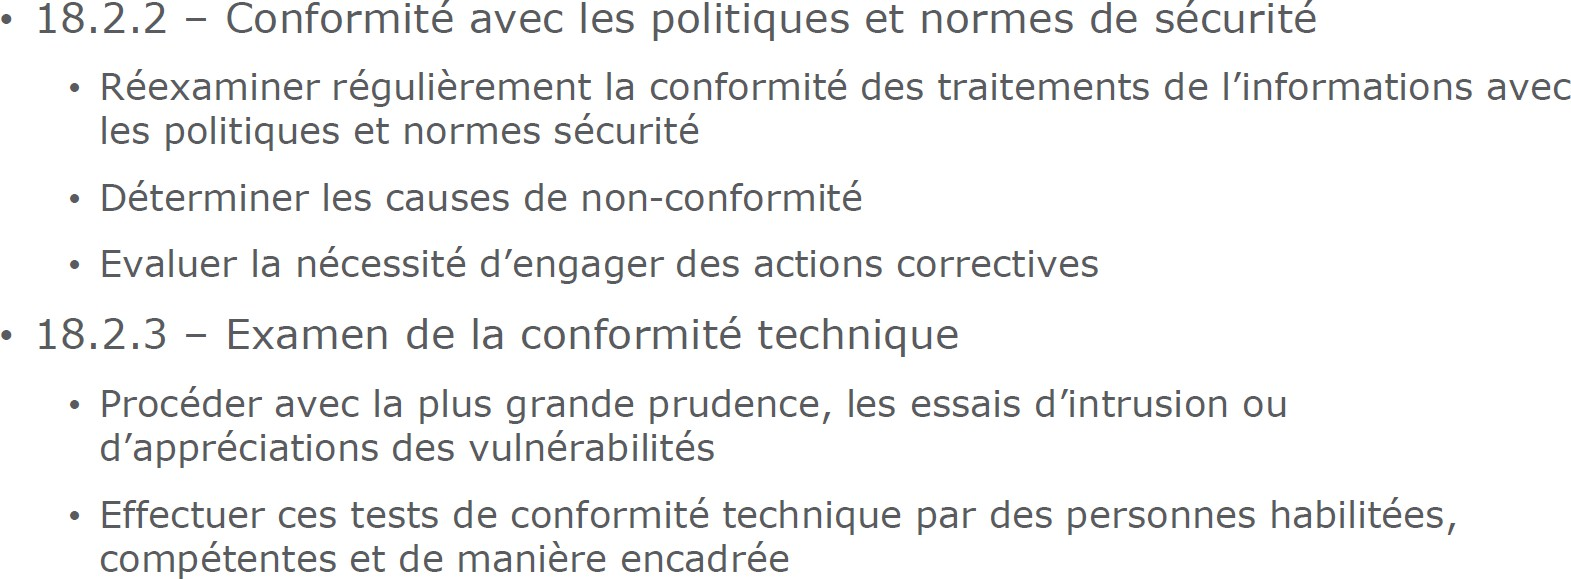 • 18.2.2 – Conformité avec les politiques et normes de sécurité
• Réexaminer régulièrement la conformité des traitements de l’informations avec
les politiques et normes sécurité
• Déterminer les causes de non-conformité
• Evaluer la nécessité d’engager des actions correctives
• 18.2.3 – Examen de la conformité technique
• Procéder avec la plus grande prudence, les essais d’intrusion ou
d’appréciations des vulnérabilités
• Effectuer ces tests de conformité technique par des personnes habilitées,
compétentes et de manière encadrée